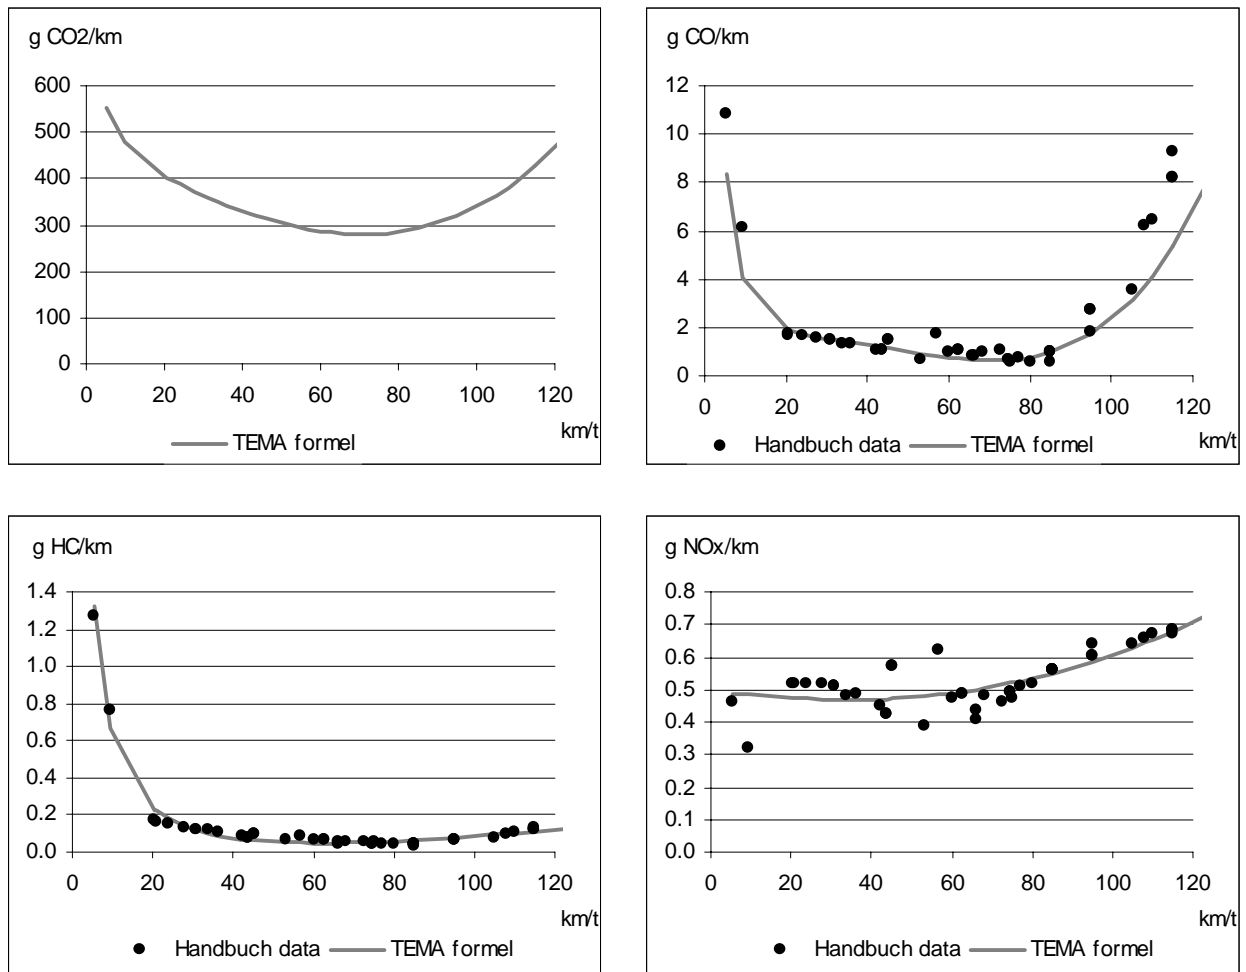 g CO2/km
600
500
400
300
200
100
0
0 20 40 60 80 100 120
km/t
TEMA formel
g CO/km
12
10
8
6
4
2
0
0 20 40 60 80 100 120
km/t
Handbuch data TEMA formel
g HC/km
1.4
1.2
1.0
0.8
0.6
0.4
0.2
0.0
0 20 40 60 80 100 120
km/t
Handbuch data TEMA formel
g NOx/km
0.8
0.7
0.6
0.5
0.4
0.3
0.2
0.1
0.0
0 20 40 60 80 100 120
km/t
Handbuch data TEMA formel